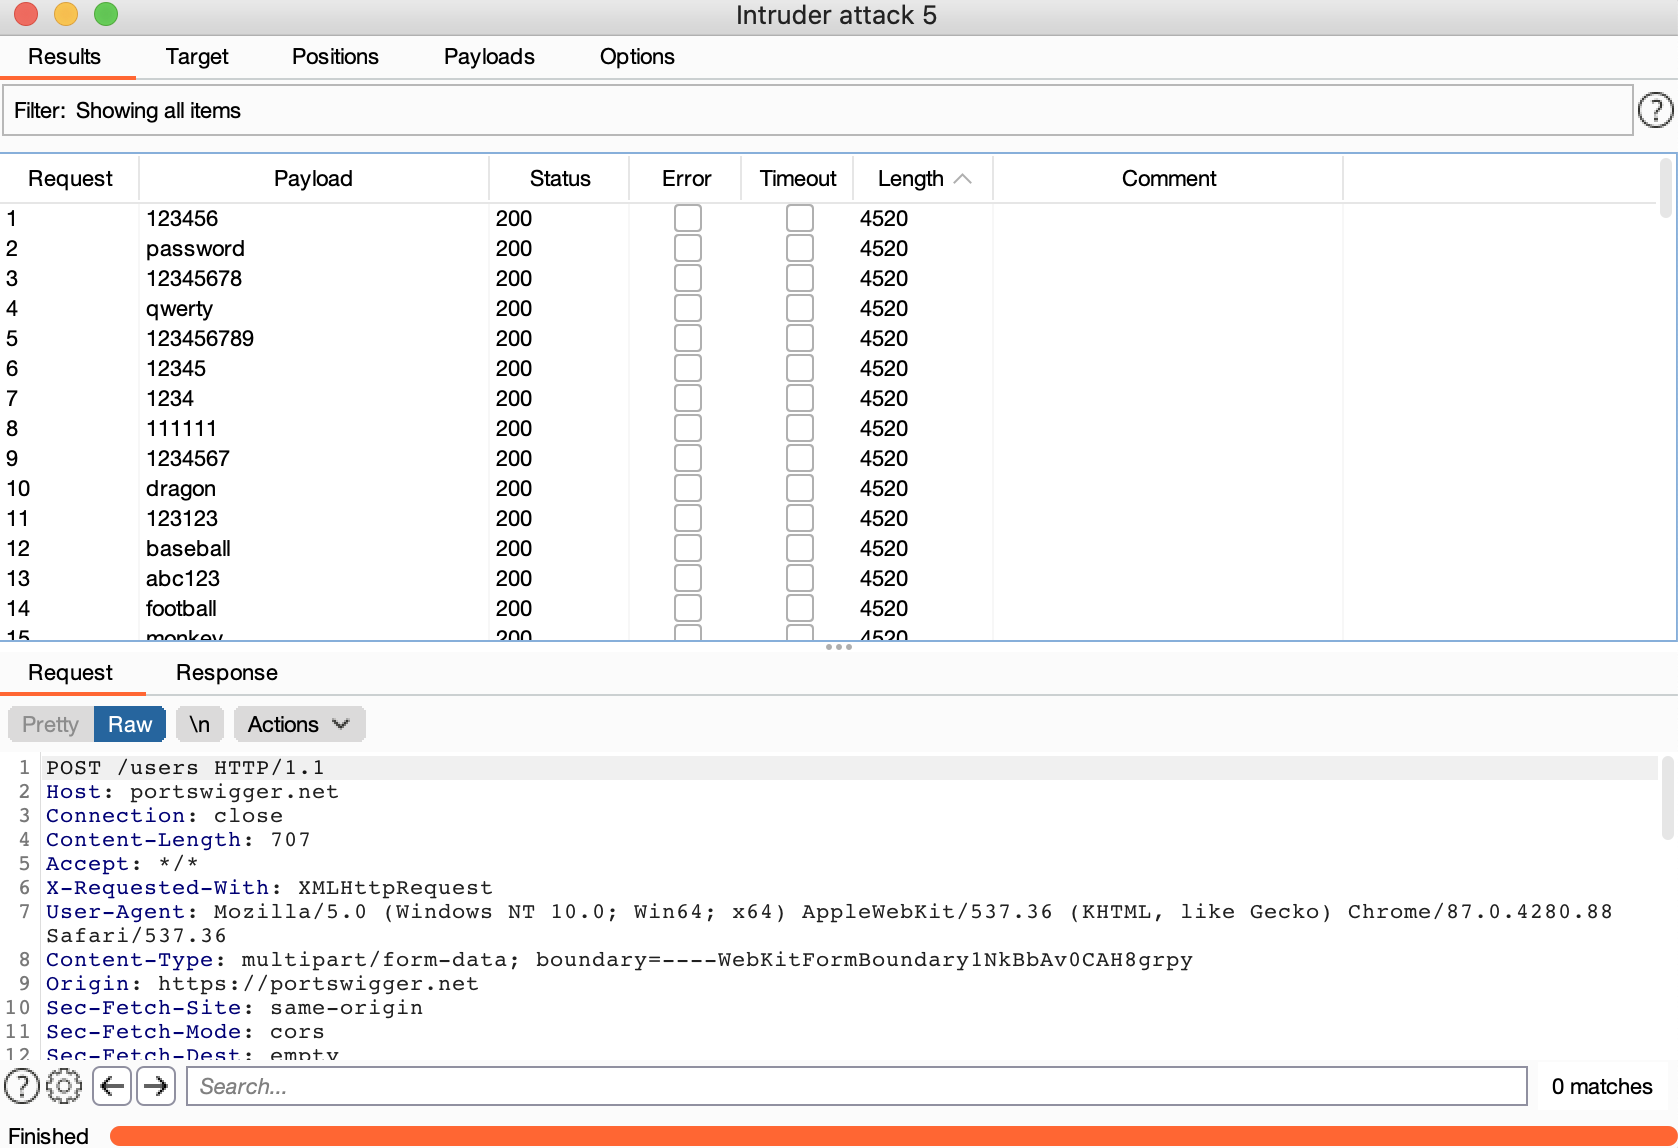 Intruder attack 5
Results Target Positions Payloads Options
Filter: Showing all items ?
Request Payload Status Error Timeout Length Comment
1 123456 200 4520
2 password 200 4520
3 12345678 200 4520
4 qwerty 200 4520
5 123456789 200 4520
6 12345 200 4520
7 1234 200 4520
8 111111 200 4520
9 1234567 200 4520
10 dragon 200 4520
11 123123 200 4520
12 baseball 200 4520
13 abc123 200 4520
14 football 200 4520
15 monkey 200 4520
Request Response
Pretty Raw \n Actions
1 POST /users HTTP/1.1
2 Host: portswigger.net
3 Connection: close
4 Content-Length: 707
5 Accept: */*
6 X-Requested-With: XMLHttpRequest
7 User-Agent: Mozilla/5.0 (Windows NT 10.0; Win64; x64) AppleWebKit/537.36 (KHTML, like Gecko) Chrome/87.0.4280.88
Safari/537.36
8 Content-Type: multipart/form-data; boundary=----WebKitFormBoundary1NkBbAv0CAH8grpy
9 Origin: https://portswigger.net
10 Sec-Fetch-Site: same-origin
11 Sec-Fetch-Mode: cors
12 Sec-Fetch-Dest: empty
? Search... 0 matches
Finished